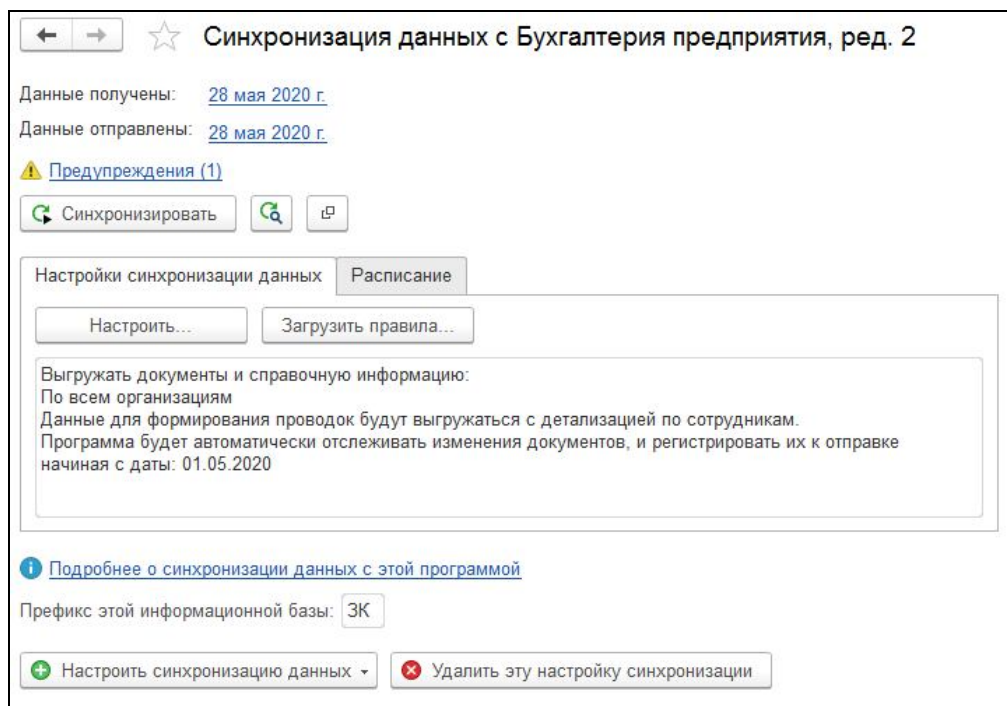 Синхронизация данных с Бухгалтерия предприятия, ред. 2
Данные получены: 28 мая 2020 г.
Данные отправлены: 28 мая 2020 г.
Предупреждения (1)
Синхронизировать
Настройки синхронизации данных Расписание
Настроить... Загрузить правила...
Выгружать документы и справочную информацию:
По всем организациям
Данные для формирования проводок будут выгружаться с детализацией по сотрудникам.
Программа будет автоматически отслеживать изменения документов, и регистрировать их к отправке
начиная с даты: 01.05.2020
Подробнее о синхронизации данных с этой программой
Префикс этой информационной базы: ЗК
Настроить синхронизацию данных Удалить эту настройку синхронизации